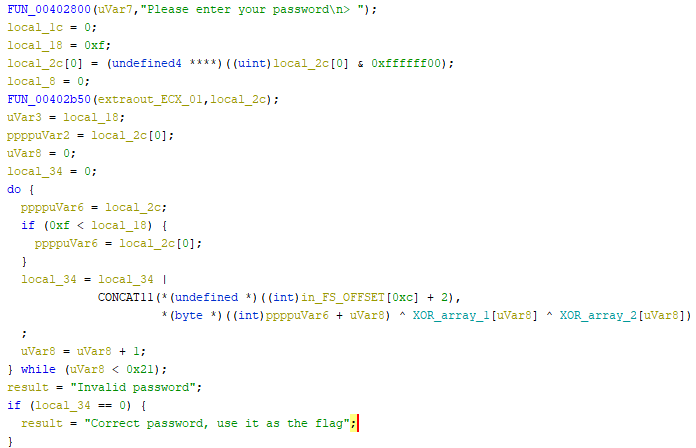 FUN_00402800(uVar7,"Please enter your password\n> ");
local_1c = 0;
local_18 = 0xf;
local_2c[0] = (undefined4 ****)((uint)local_2c[0] & 0xffffff00);
local_8 = 0;
FUN_00402b50(extraout_ECX_01,local_2c);
uVar3 = local_18;
ppppuVar2 = local_2c[0];
uVar8 = 0;
local_34 = 0;
do {
ppppuVar6 = local_2c;
if (0xf < local_18) {
ppppuVar6 = local_2c[0];
}
local_34 = local_34 |
CONCAT11(*(undefined *)((int)in_FS_OFFSET[0xc] + 2),
*(byte *)((int)ppppuVar6 + uVar8) ^ XOR_array_1[uVar8] ^ XOR_array_2[uVar8])
;
uVar8 = uVar8 + 1;
} while (uVar8 < 0x21);
result = "Invalid password";
if (local_34 == 0) {
result = "Correct password, use it as the flag";
}